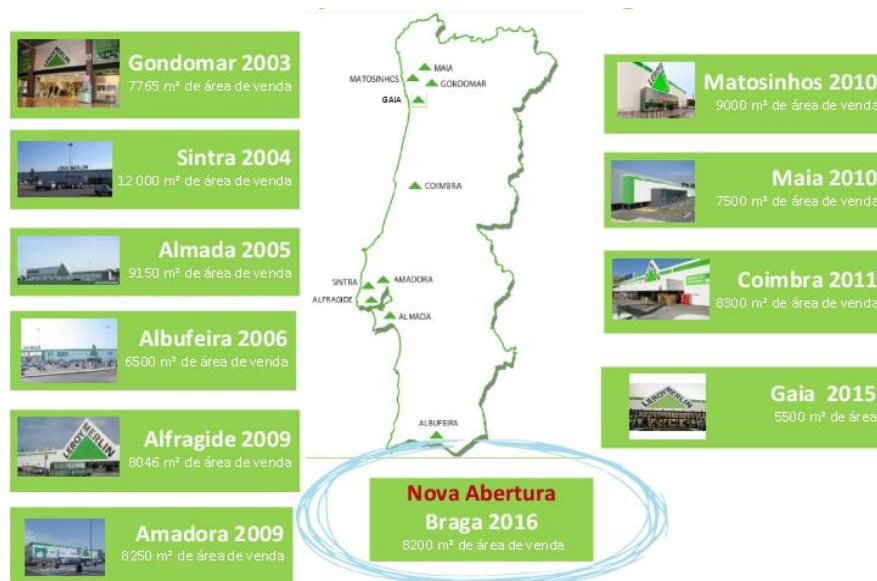 Gondomar 2003
7765 m² de área de venda
Sintra 2004
12 000 m² de área de venda
Almada 2005
9150 m² de área de venda
Albufeira 2006
6500 m² de área de venda
LEROY MERLIN
Alfragide 2009
8046 m² de área de venda
Amadora 2009
8250 m² de área de venda
MAIA
MATOSINHOS
GONDOMAR
GAIA
COIMBRA
SINTRA
AMADORA
ALFRAGIDE
ALMADA
ALBUFEIRA
Nova Abertura
Braga 2016
8200 m² de área de venda
LEROY
Matosinhos 2010
9000 m² de área de venda
Maia 2010
7500 m² de área de venda
Coimbra 2011
8300 m² de área de venda
LEROY MERLIN
Gaia 2015
5500 m² de área